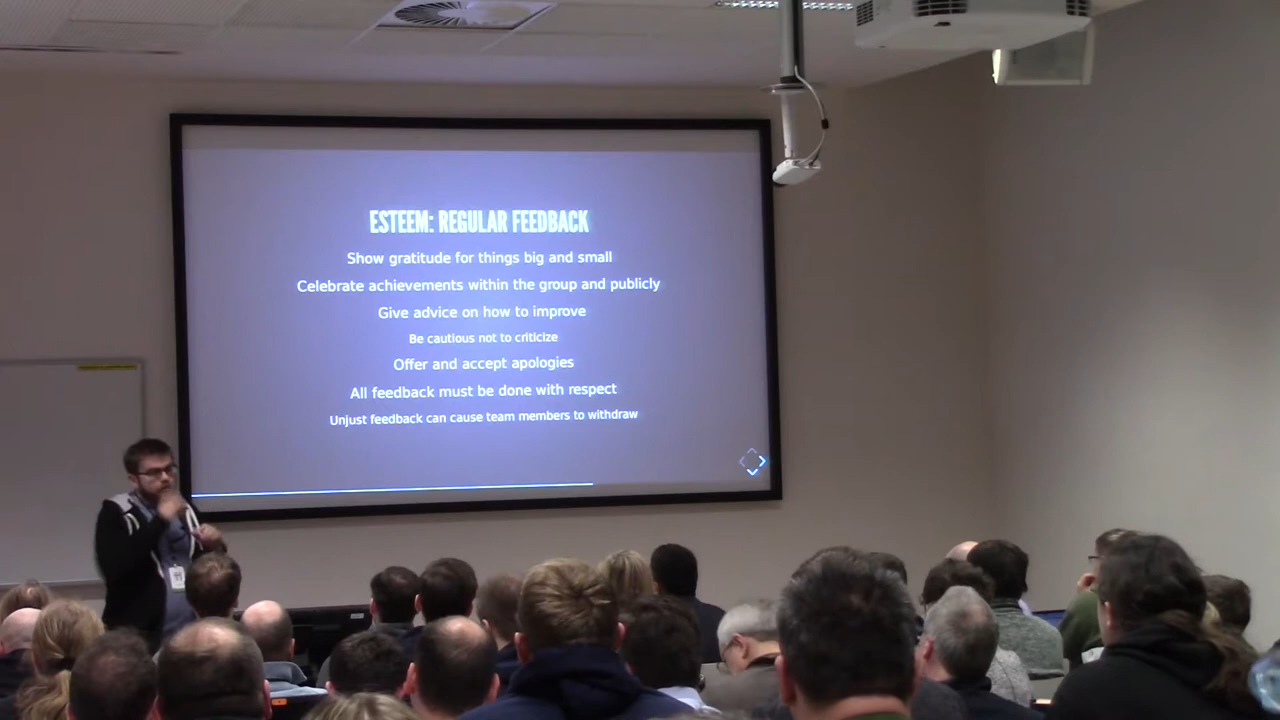 ESTEEM: REGULAR FEEDBACK
Show gratitude for things big and small
Celebrate achievements within the group and publicly
Give advice on how to improve
Be cautious not to criticize
Offer and accept apologies
All feedback must be done with respect
Unjust feedback can cause team members to withdraw